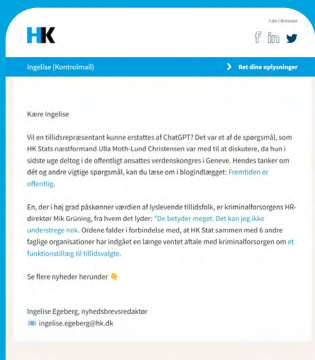 Læs i browser
HK
Ingelise (Kontrolmail)
Ret dine oplysninger
Kære Ingelise
Vil en tillidsrepræsentant kunne erstattes af ChatGPT? Det var et af de spørgsmål, som
HK Stats næstformand Ulla Moth-Lund Christensen var med til at diskutere, da hun i
sidste uge deltog i de offentligt ansattes verdenskongres i Geneve. Hendes tanker om
dét og andre vigtige spørgsmål, kan du læse om i blogindlægget: Fremtiden er
offentlig.
En, der i høj grad påskønner værdien af lyslevende tillidsfolk, er kriminalforsorgens HR-
direktør Mik Grüning, fra hvem det lyder: "De betyder meget. Det kan jeg ikke
understrege nok. Ordene falder i forbindelse med, at HK Stat sammen med 6 andre
faglige organisationer har indgået en længe ventet aftale med kriminalforsorgen om et
funktionstillæg til tillidsvalgte.
Se flere nyheder herunder 👇
Ingelise Egeberg, nyhedsbrevsredaktør
📧 ingelise.egeberg@hk.dk